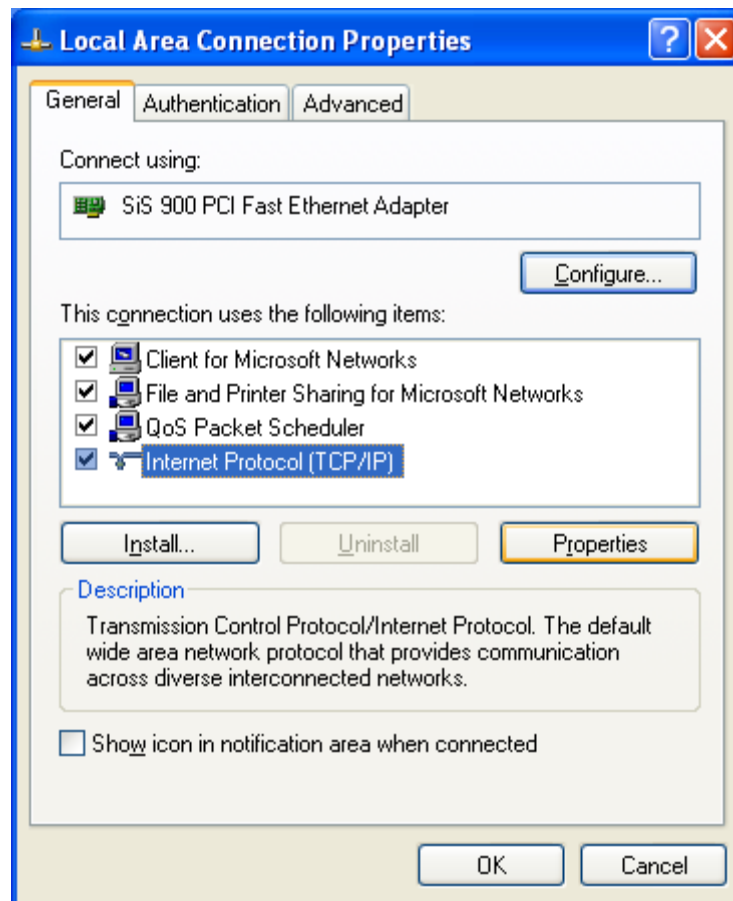 Local Area Connection Properties
?
X
General Authentication Advanced
Connect using:
SiS 900 PCI Fast Ethernet Adapter
Configure...
This connection uses the following items:
Client for Microsoft Networks
File and Printer Sharing for Microsoft Networks
QoS Packet Scheduler
Internet Protocol (TCP/IP)
Install... Uninstall Properties
Description
Transmission Control Protocol/Internet Protocol. The default
wide area network protocol that provides communication
across diverse interconnected networks.
Show icon in notification area when connected
OK Cancel